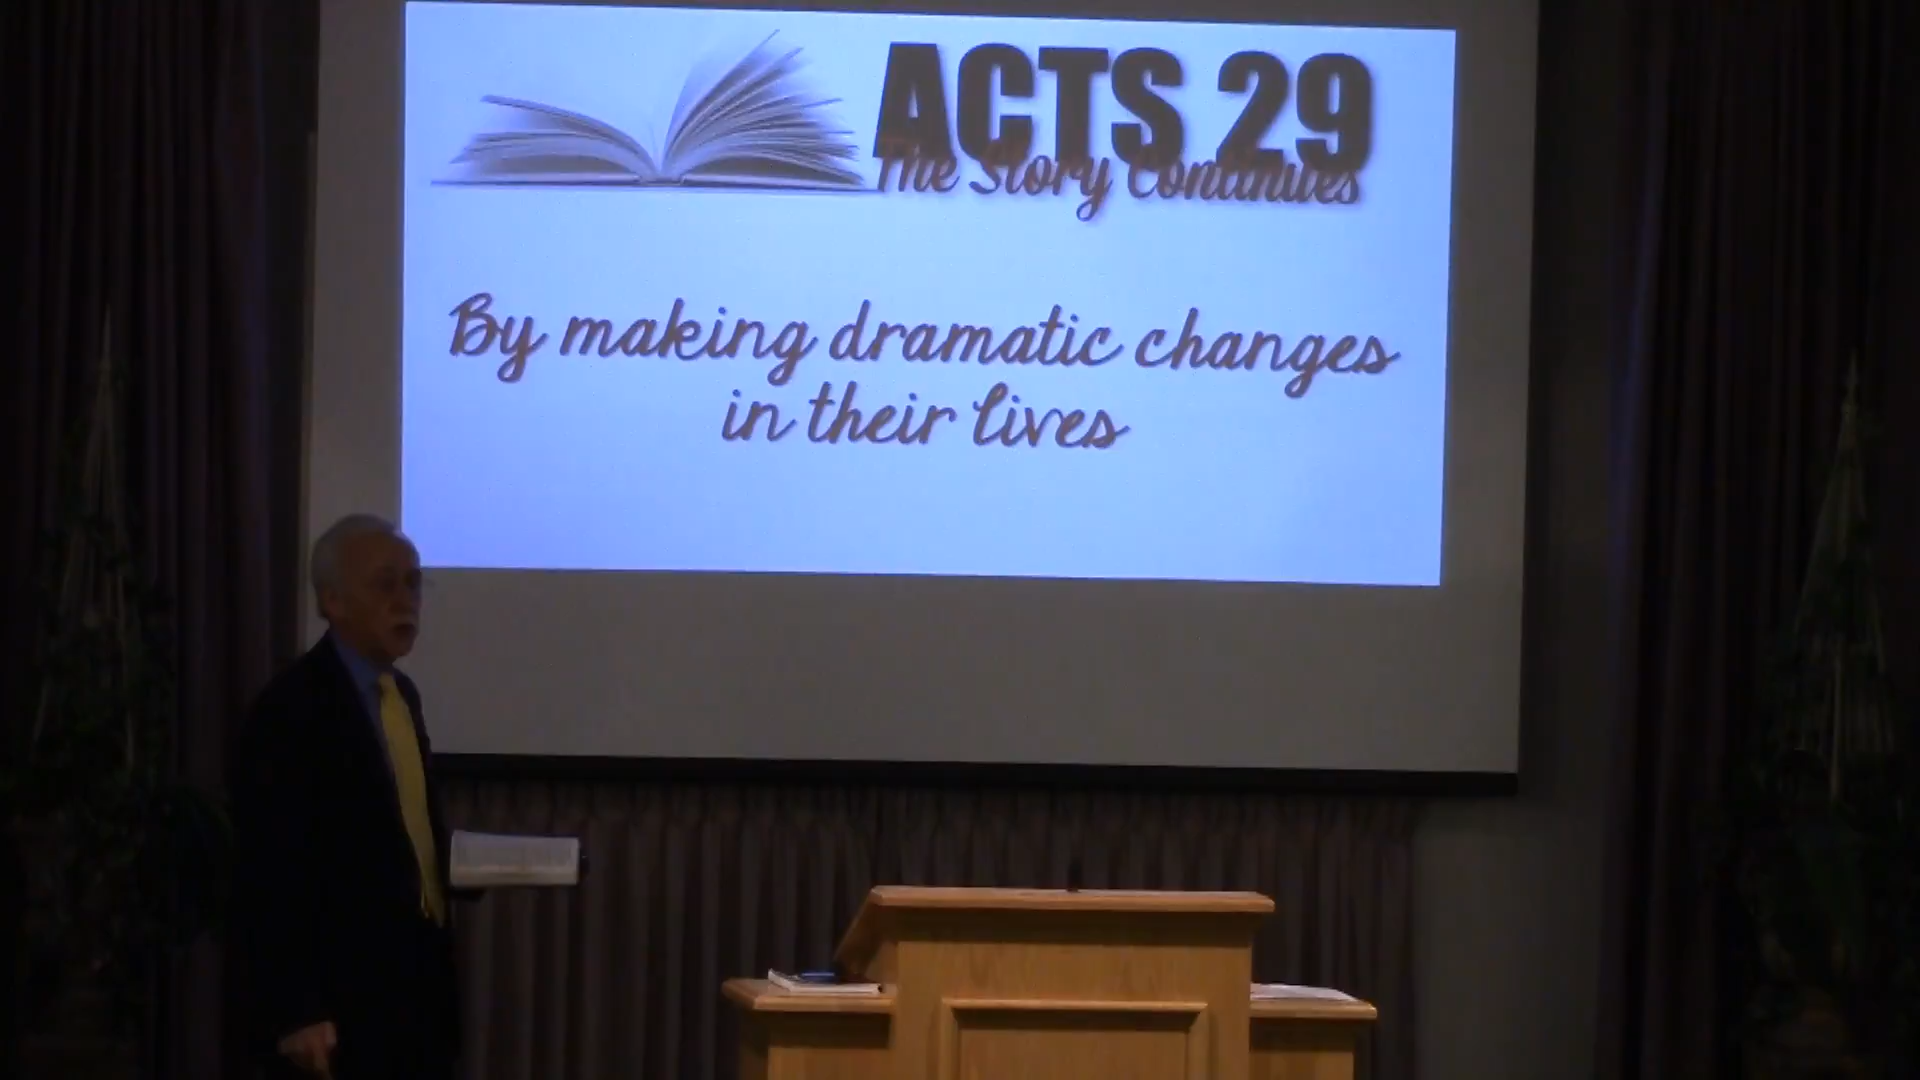 ACTS 29
The Story Continues
By making dramatic changes
in their lives